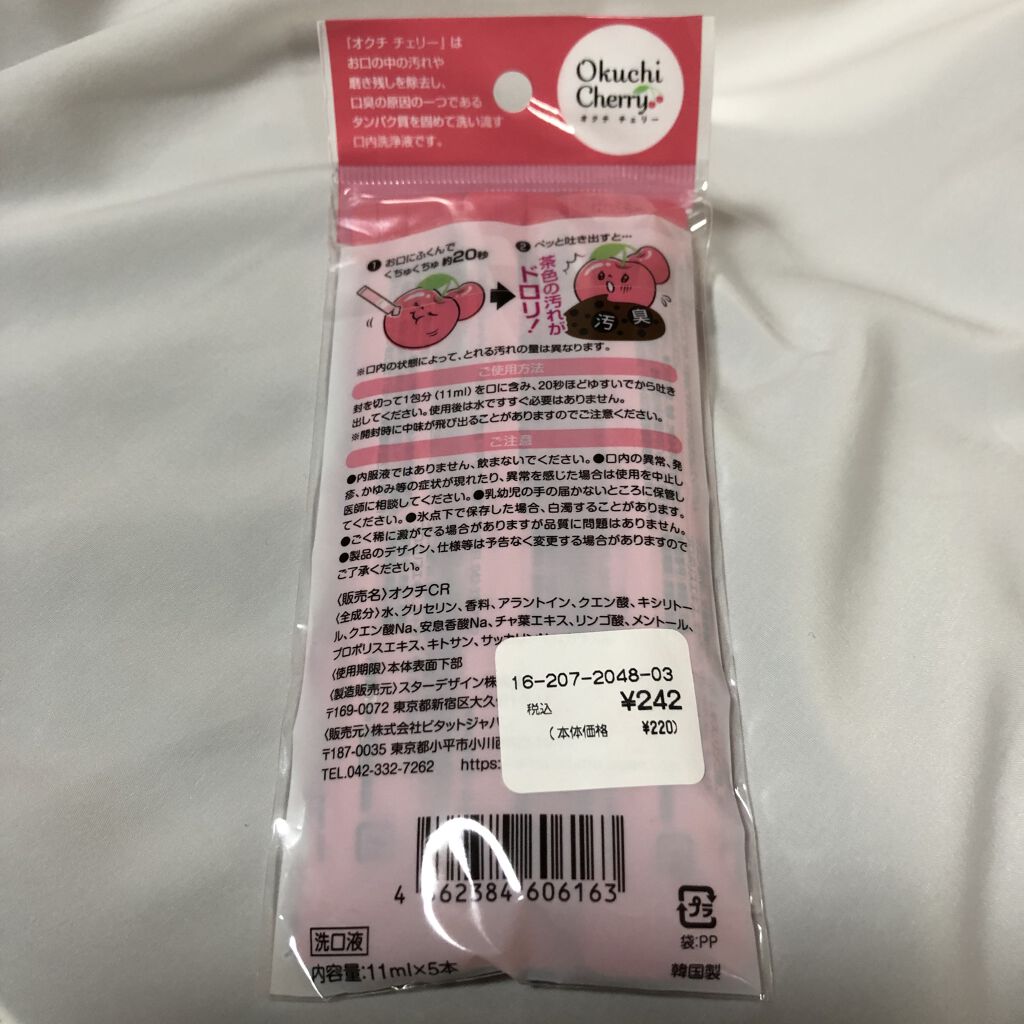 「オクチ チェリー」は
お口の中の汚れや
磨き残しを除去し、
口臭の原因の一つである
タンパク質を固めて洗い流す
口内洗浄液です。
Okuchi
Cherry
オクチ チェリー
❶ お口にふくんで
くちゅくちゅ 約20秒
❷ ペッと吐き出すと…
茶色の汚れが
ドロリ!
汚 臭
※口内の状態によって、とれる汚れの量は異なります。
ご使用方法
封を切って1包分(11ml)を口に含み、20秒ほどゆすいでから吐き
出してください。使用後は水ですすぐ必要はありません。
※開封時に中味が飛び出ることがありますのでご注意ください。
ご注意
●内服液ではありません、飲まないでください。●口内の異常、発
疹、かゆみ等の症状が現れたり、異常を感じた場合は使用を中止し
医師に相談してください。●乳幼児の手の届かないところに保管し
てください。●氷点下で保存した場合、白濁することがあります。
●ごく稀に澱がでる場合がありますが品質に問題はありません。
●製品のデザイン、仕様等は予告なく変更する場合がありますので
ご了承ください。
〈販売名〉オクチCR
〈全成分〉水、グリセリン、香料、アラントイン、クエン酸、キシリトー
ル、クエン酸Na、安息香酸Na、チャ葉エキス、リンゴ酸、メントール、
プロポリスエキス、キトサン、サッカリン
〈使用期限〉本体表面下部
〈製造販売元〉スターデザイン株
〒169-0072 東京都新宿区大久
〈販売元〉株式会社ビタットジャパ
〒187-0035 東京都小平市小川
TEL.042-332-7262 https:
16-207-2048-03
税込 ¥242
(本体価格 ¥220)
4 562384 606163
プラ
袋:PP
洗口液
内容量:11ml×5本
韓国製